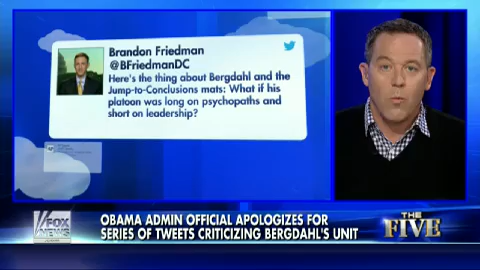 Brandon Friedman
@BFriedmanDC
Here's the thing about Bergdahl and the
Jump-to-Conclusions mats: What if his
platoon was long on psychopaths and
short on leadership?
OBAMA ADMIN OFFICIAL APOLOGIZES FOR
SERIES OF TWEETS CRITICIZING BERGDAHL'S UNIT
FOX
NEWS
THE
FIVE